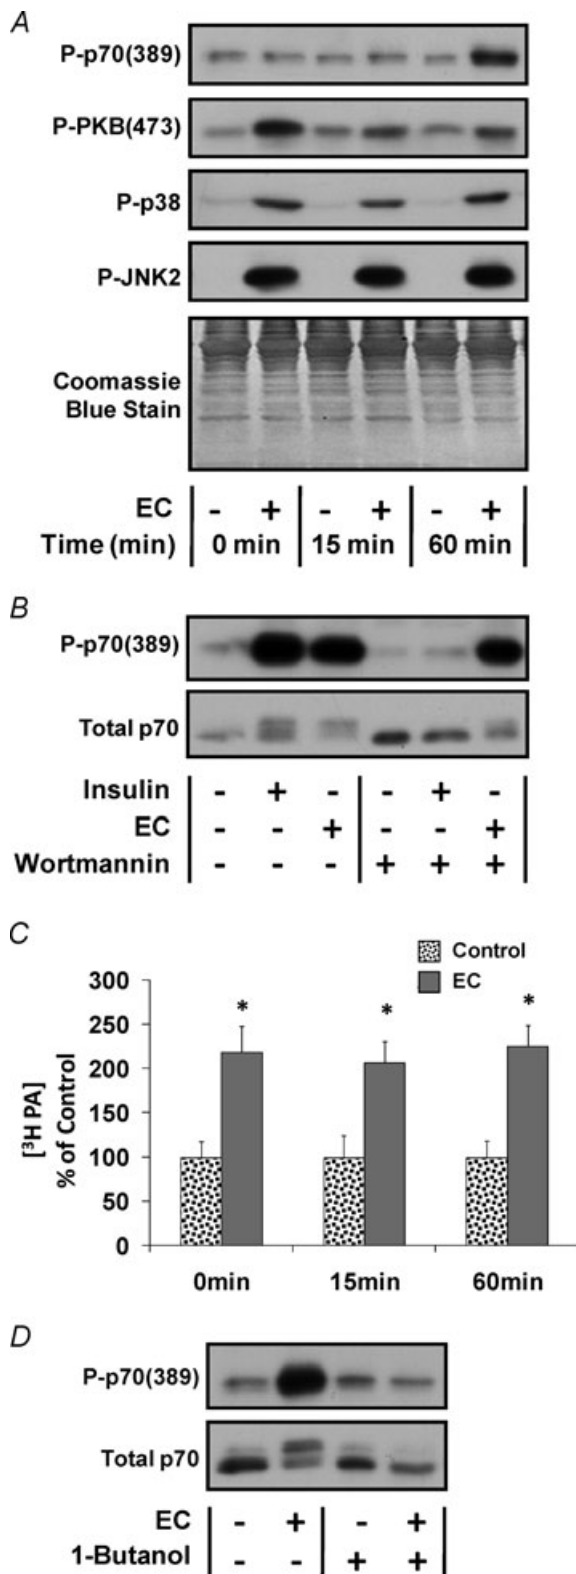 A
P-p70(389)
P-PKB(473)
P-p38
P-JNK2
Coomassie
Blue Stain
EC - + - + - +
Time (min) 0 min 15 min 60 min
B
P-p70(389)
Total p70
Insulin - + - - + -
EC - - + - - +
Wortmannin - - - + + +
C
Control
EC
300
250
200
150
100
50
0
[³H PA]
% of Control
* * *
0min 15min 60min
D
P-p70(389)
Total p70
EC - + - +
1-Butanol - - + +